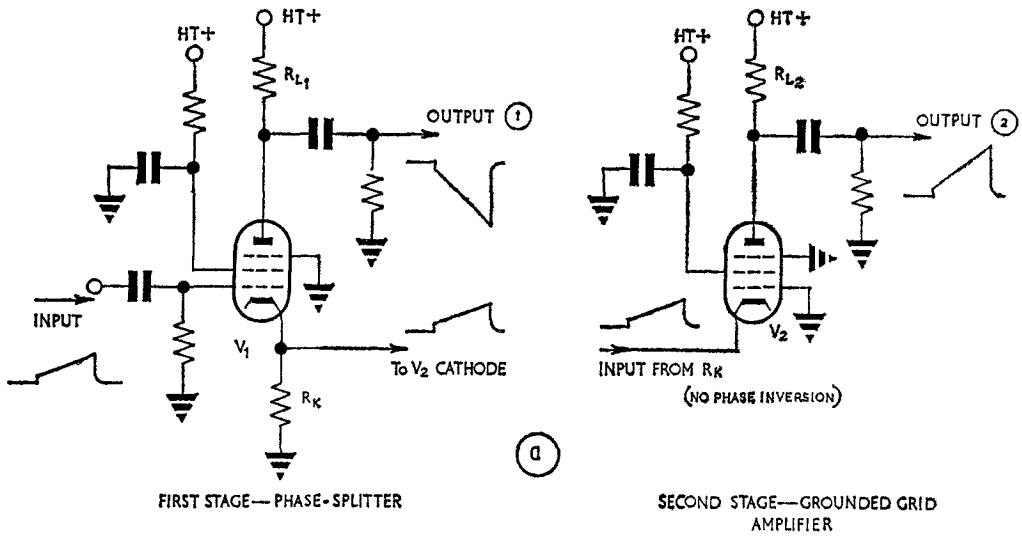 HT+
HT+
RL1
OUTPUT 1
INPUT
V1
To V2 CATHODE
RK
FIRST STAGE—PHASE-SPLITTER
HT+
HT+
RL2
OUTPUT 2
V2
INPUT FROM RK
(NO PHASE INVERSION)
SECOND STAGE—GROUNDED GRID
AMPLIFIER
a